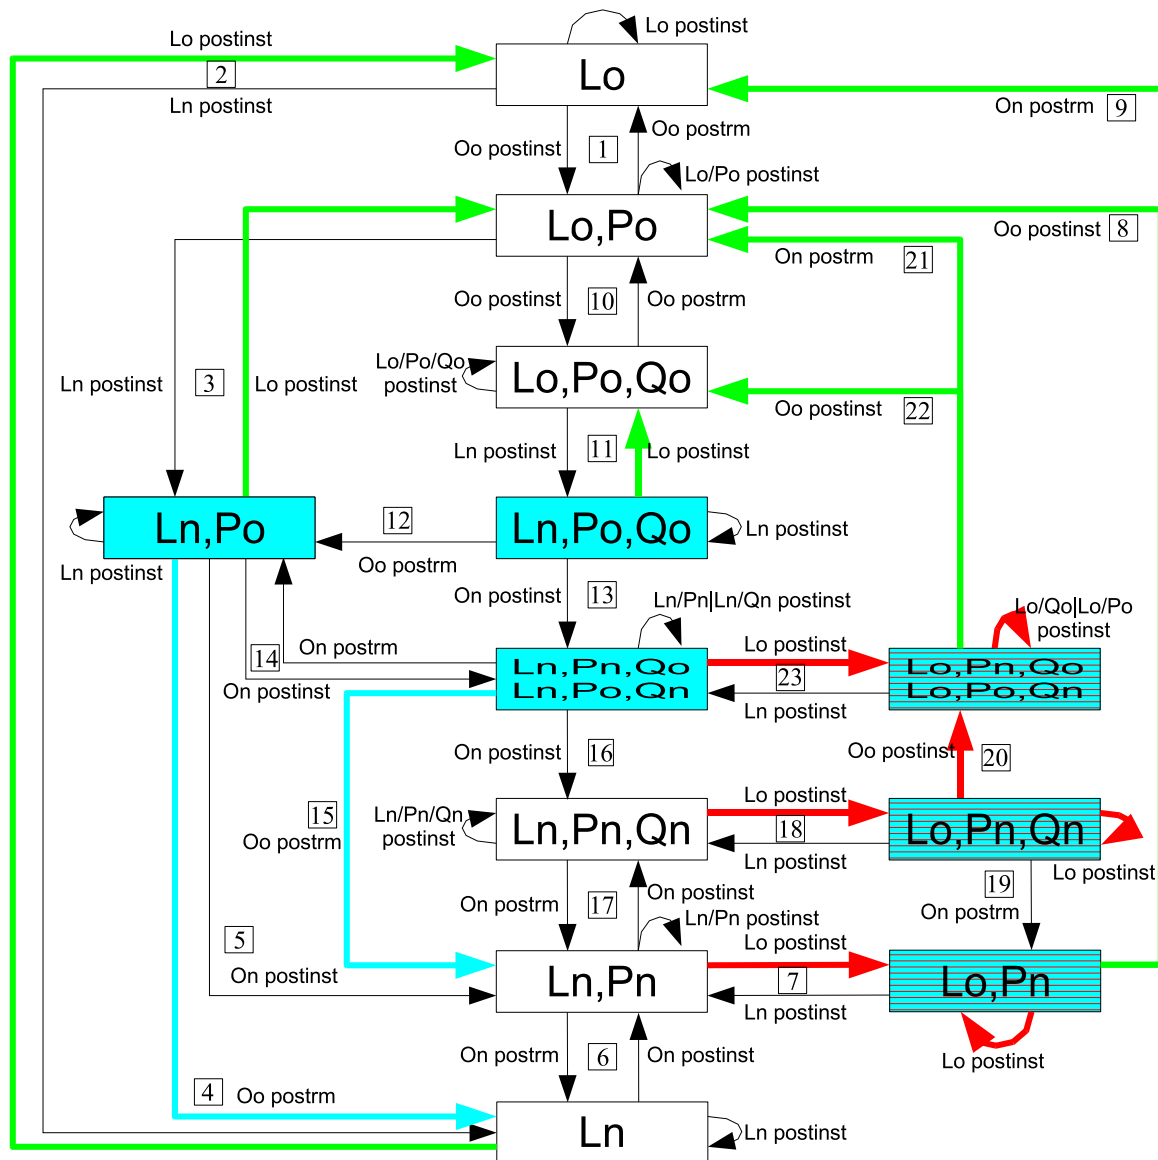 Lo postinst
Lo postinst
2
Lo
Ln postinst
On postrm
9
Oo postinst
1
Oo postrm
Lo/Po postinst
Lo,Po
8
Oo postinst
21
On postrm
Oo postinst
10
Oo postrm
Lo/Po/Qo
postinst
Lo,Po,Qo
Ln postinst
3
Lo postinst
Oo postinst
22
Ln postinst
11
Lo postinst
Ln,Po
12
Oo postrm
Ln,Po,Qo
Ln postinst
Ln postinst
On postinst
13
Ln/Pn|Ln/Qn postinst
Lo/Qo|Lo/Po
postinst
14
On postrm
On postinst
Ln,Pn,Qo
Ln,Po,Qn
Lo postinst
23
Ln postinst
Lo,Pn,Qo
Lo,Po,Qn
On postinst
16
Oo postinst
20
15
Oo postrm
Ln/Pn/Qn
postinst
Ln,Pn,Qn
Lo postinst
18
Ln postinst
Lo,Pn,Qn
Lo postinst
On postrm
17
On postinst
Ln/Pn postinst
19
On postrm
5
On postinst
Ln,Pn
Lo postinst
7
Ln postinst
Lo,Pn
Lo postinst
On postrm
6
On postinst
4
Oo postrm
Ln
Ln postinst